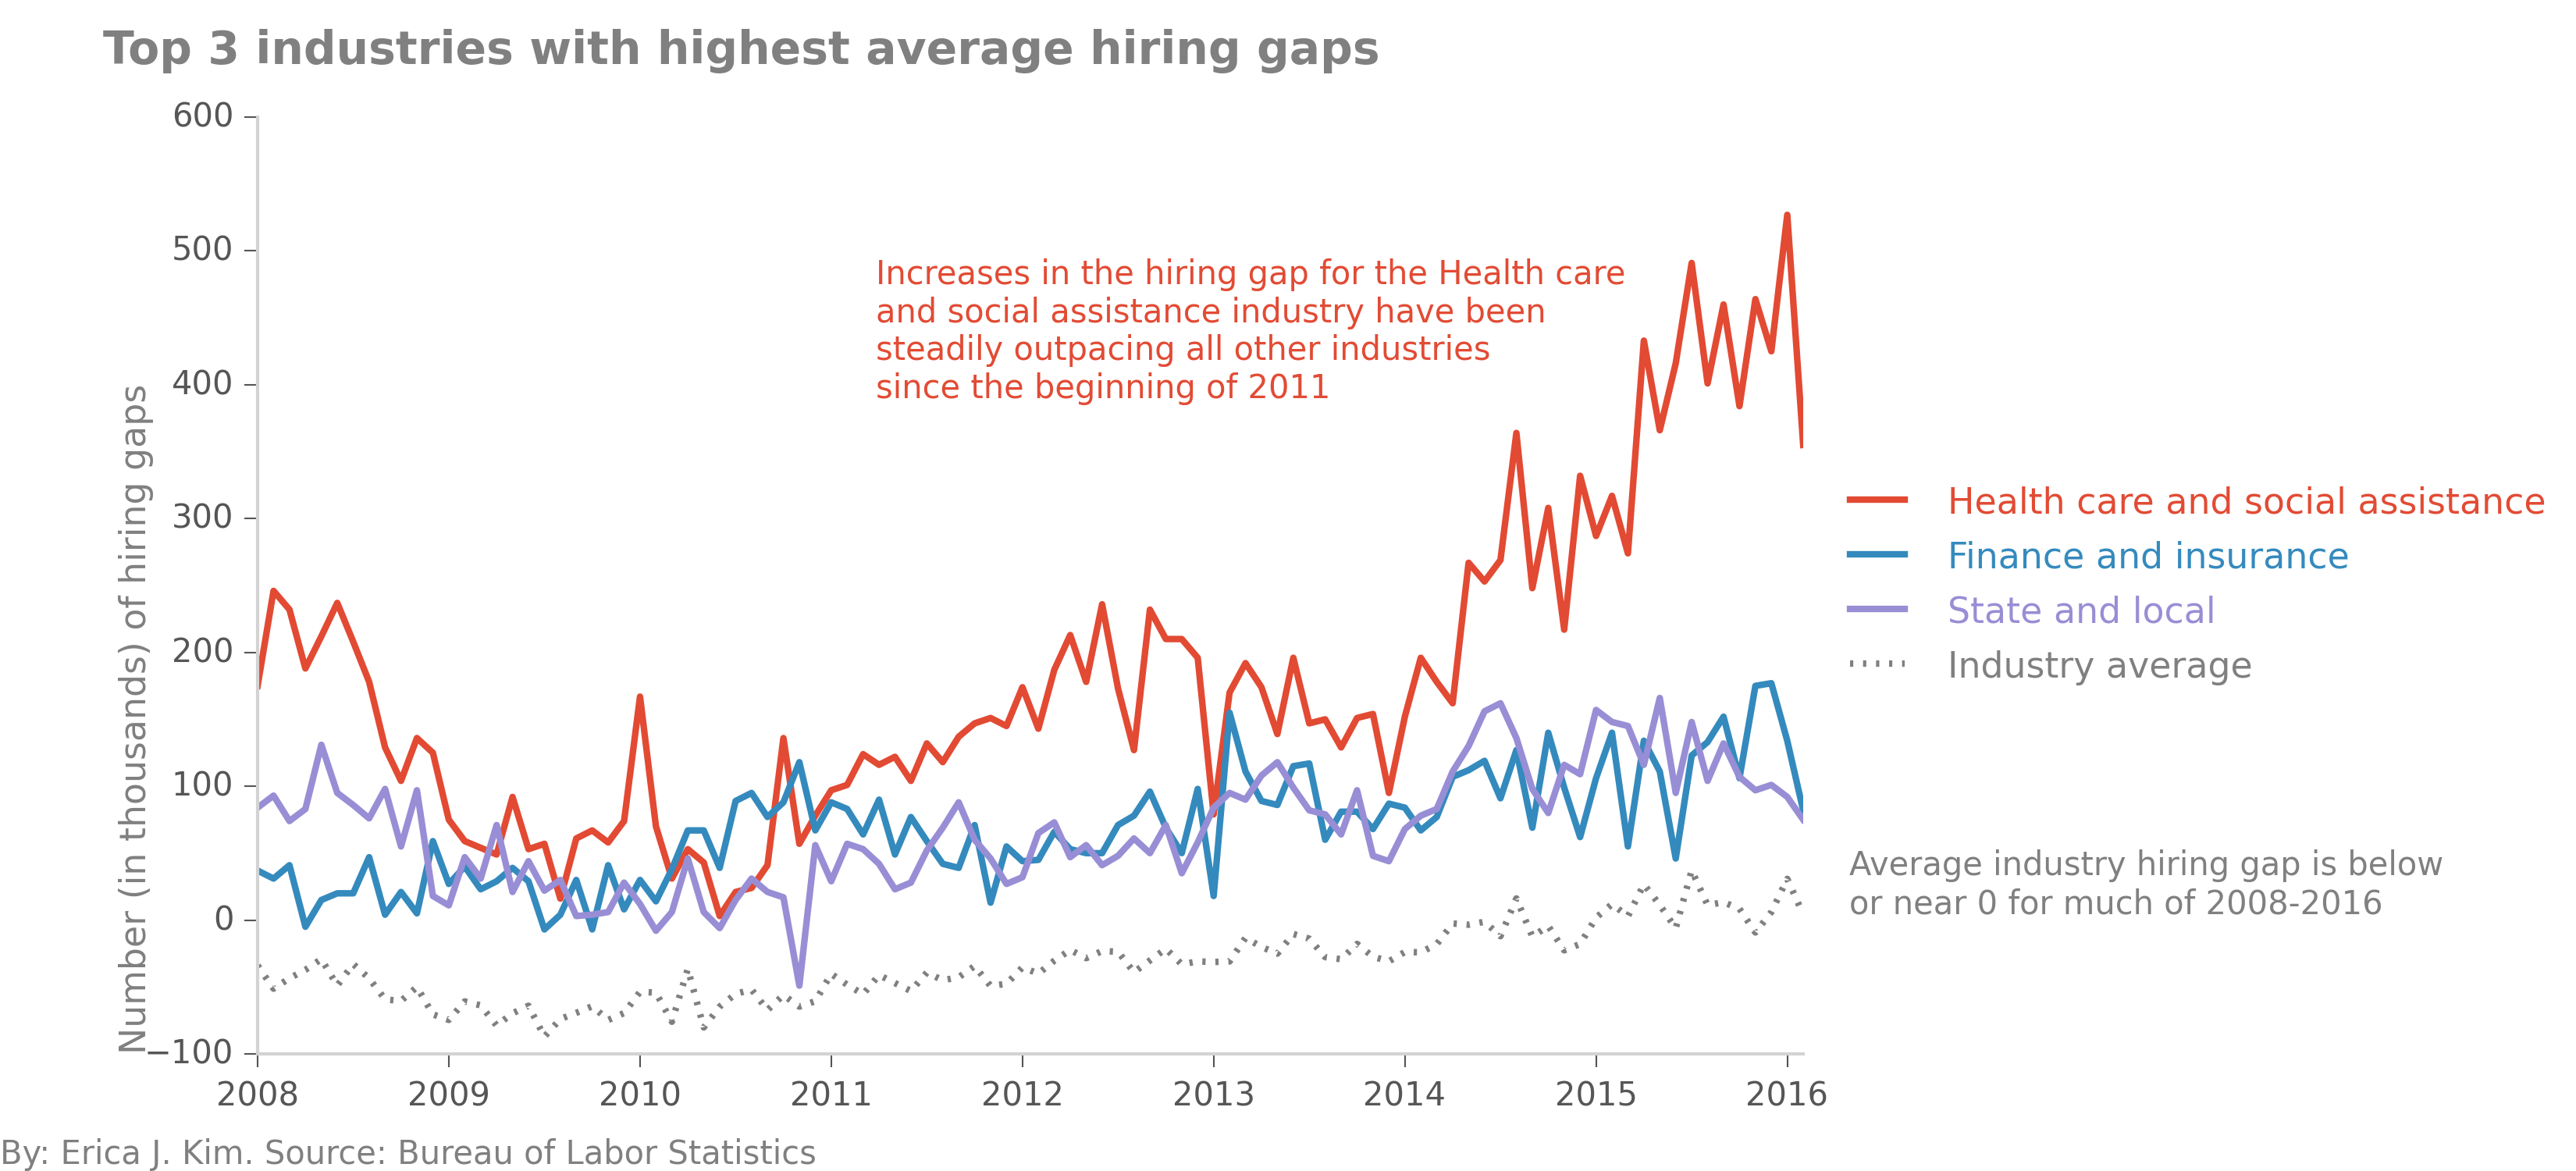 Top 3 industries with highest average hiring gaps
600
500
400
300
200
100
0
−100
Number (in thousands) of hiring gaps
Increases in the hiring gap for the Health care
and social assistance industry have been
steadily outpacing all other industries
since the beginning of 2011
Health care and social assistance
Finance and insurance
State and local
Industry average
Average industry hiring gap is below
or near 0 for much of 2008-2016
2008 2009 2010 2011 2012 2013 2014 2015 2016
By: Erica J. Kim. Source: Bureau of Labor Statistics